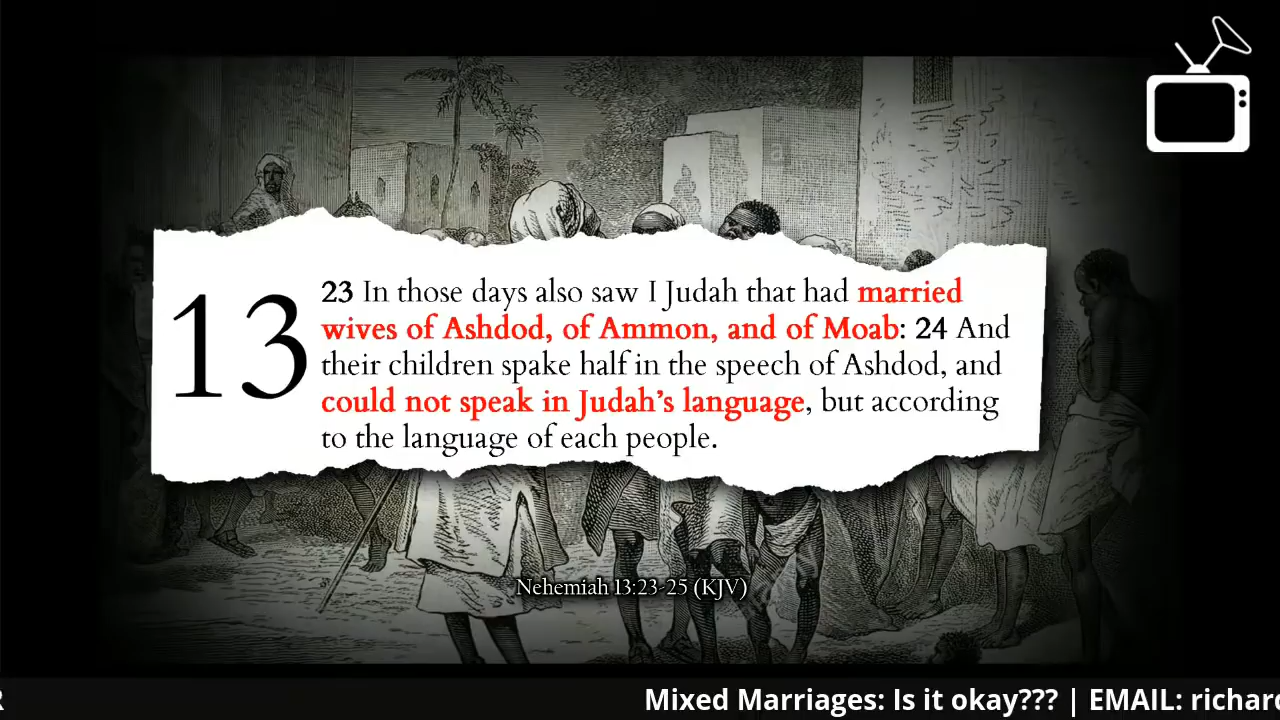 13
23 In those days also saw I Judah that had married
wives of Ashdod, of Ammon, and of Moab: 24 And
their children spake half in the speech of Ashdod, and
could not speak in Judah's language, but according
to the language of each people.
Nehemiah 13:23-25 (KJV)
Mixed Marriages: Is it okay??? | EMAIL: